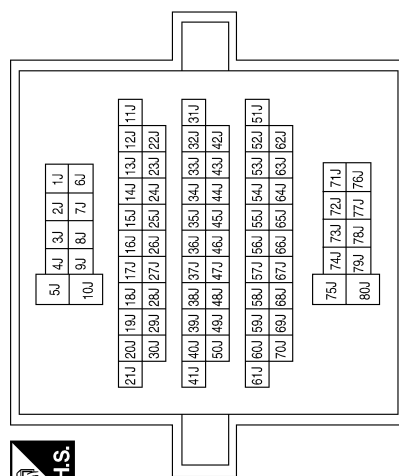 H.S.
5J 4J 3J 2J 1J
10J 9J 8J 7J 6J
21J 20J 19J 18J 17J 16J 15J 14J 13J 12J 11J
30J 29J 28J 27J 26J 25J 24J 23J 22J
41J 40J 39J 38J 37J 36J 35J 34J 33J 32J 31J
50J 49J 48J 47J 46J 45J 44J 43J 42J
61J 60J 59J 58J 57J 56J 55J 54J 53J 52J 51J
70J 69J 68J 67J 66J 65J 64J 63J 62J
75J 74J 73J 72J 71J
80J 79J 78J 77J 76J